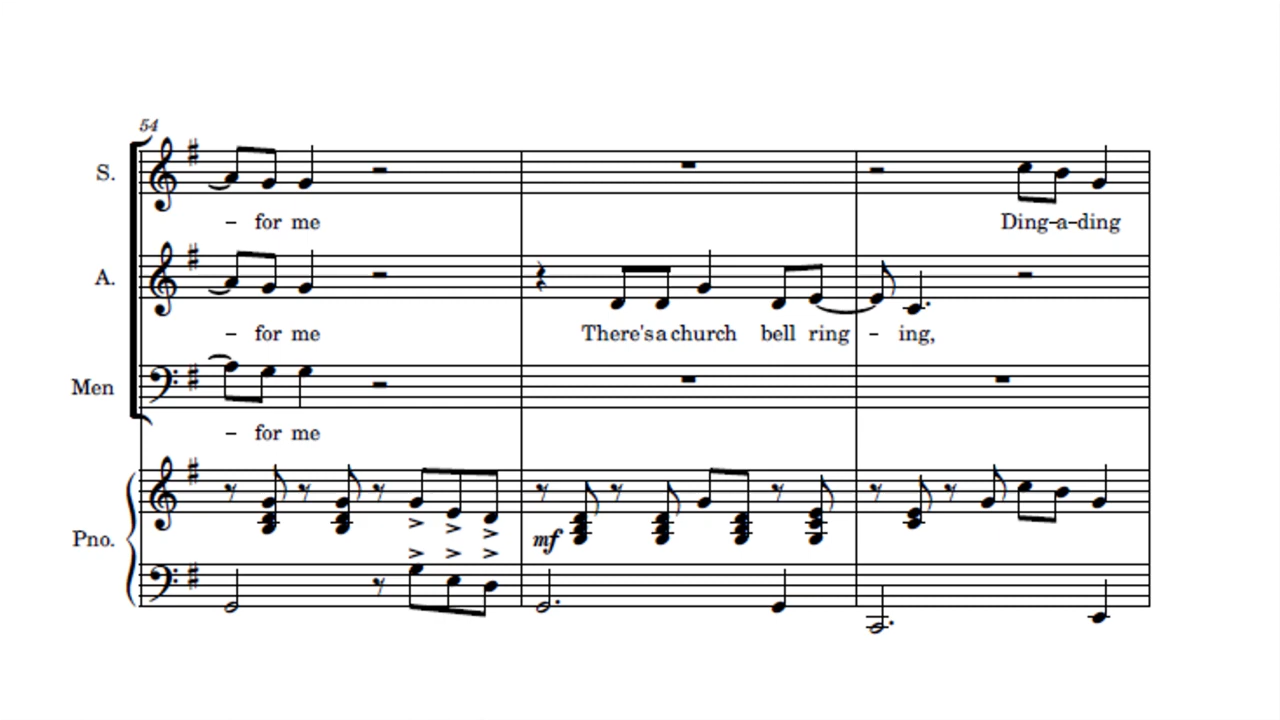 54
S.
– for me Ding-a-ding
A.
– for me There's a church bell ring – ing,
Men
– for me
Pno.
mf